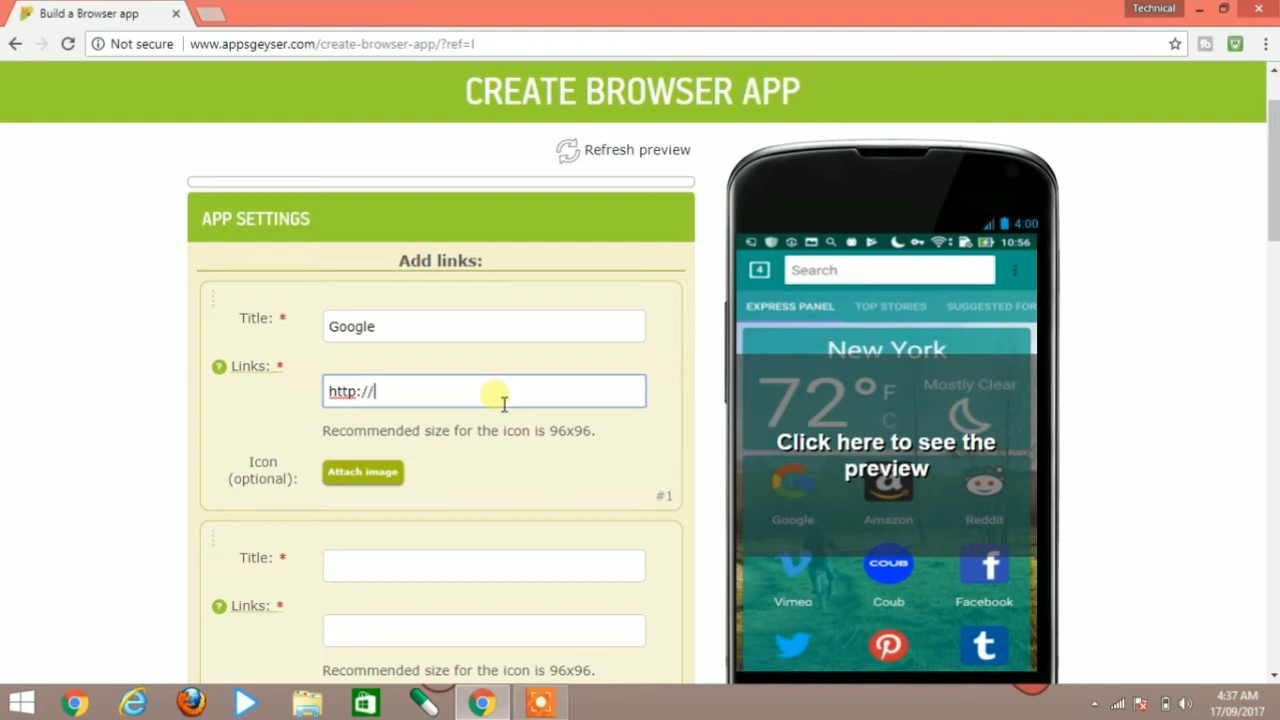 Build a Browser app
Technical
Not secure
www.appsgeyser.com/create-browser-app/?ref=l
CREATE BROWSER APP
Refresh preview
APP SETTINGS
Add links:
Title: *
Google
Links: *
http://
Recommended size for the icon is 96x96.
Icon
(optional):
Attach image
#1
Title: *
Links: *
Recommended size for the icon is 96x96.
4:00
10:56
4
Search
EXPRESS PANEL
TOP STORIES
SUGGESTED FOR
New York
72° F
C
Mostly Clear
Click here to see the
preview
Google
Amazon
Reddit
COUB
Vimeo
Coub
Facebook
4:37 AM
17/09/2017